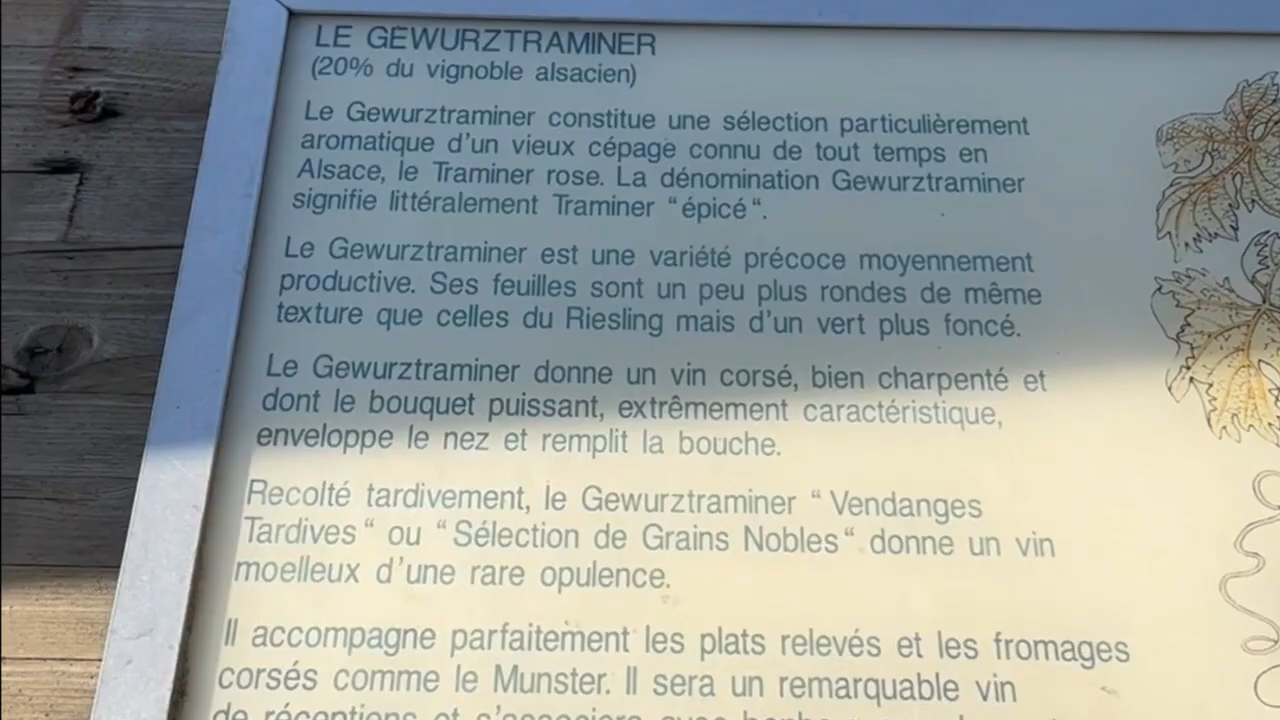 LE GEWURZTRAMINER
(20% du vignoble alsacien)
Le Gewurztraminer constitue une sélection particulièrement
aromatique d'un vieux cépage connu de tout temps en
Alsace, le Traminer rose. La dénomination Gewurztraminer
signifie littéralement Traminer “épicé“.
Le Gewurztraminer est une variété précoce moyennement
productive. Ses feuilles sont un peu plus rondes de même
texture que celles du Riesling mais d'un vert plus foncé.
Le Gewurztraminer donne un vin corsé, bien charpenté et
dont le bouquet puissant, extrêmement caractéristique,
enveloppe le nez et remplit la bouche.
Recolté tardivement, le Gewurztraminer “Vendanges
Tardives“ ou “Sélection de Grains Nobles“ donne un vin
moelleux d'une rare opulence.
Il accompagne parfaitement les plats relevés et les fromages
corsés comme le Munster. Il sera un remarquable vin
de réceptions et s'associera avec